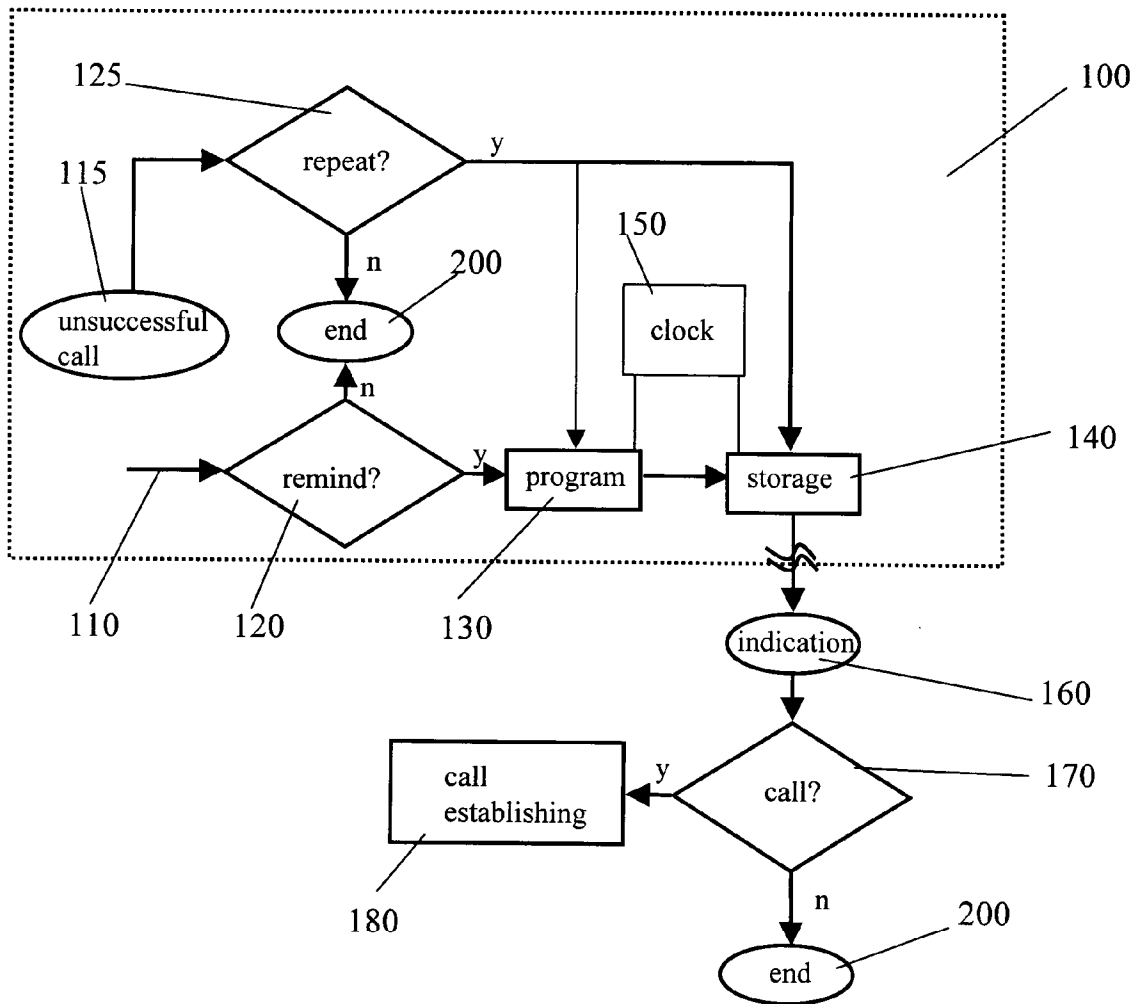 125
100
y
repeat?
115
150
n
200
unsuccessful
call
end
clock
n
140
y
remind?
program
storage
110
120
130
indication
160
170
y
call
establishing
call?
180
n
200
end